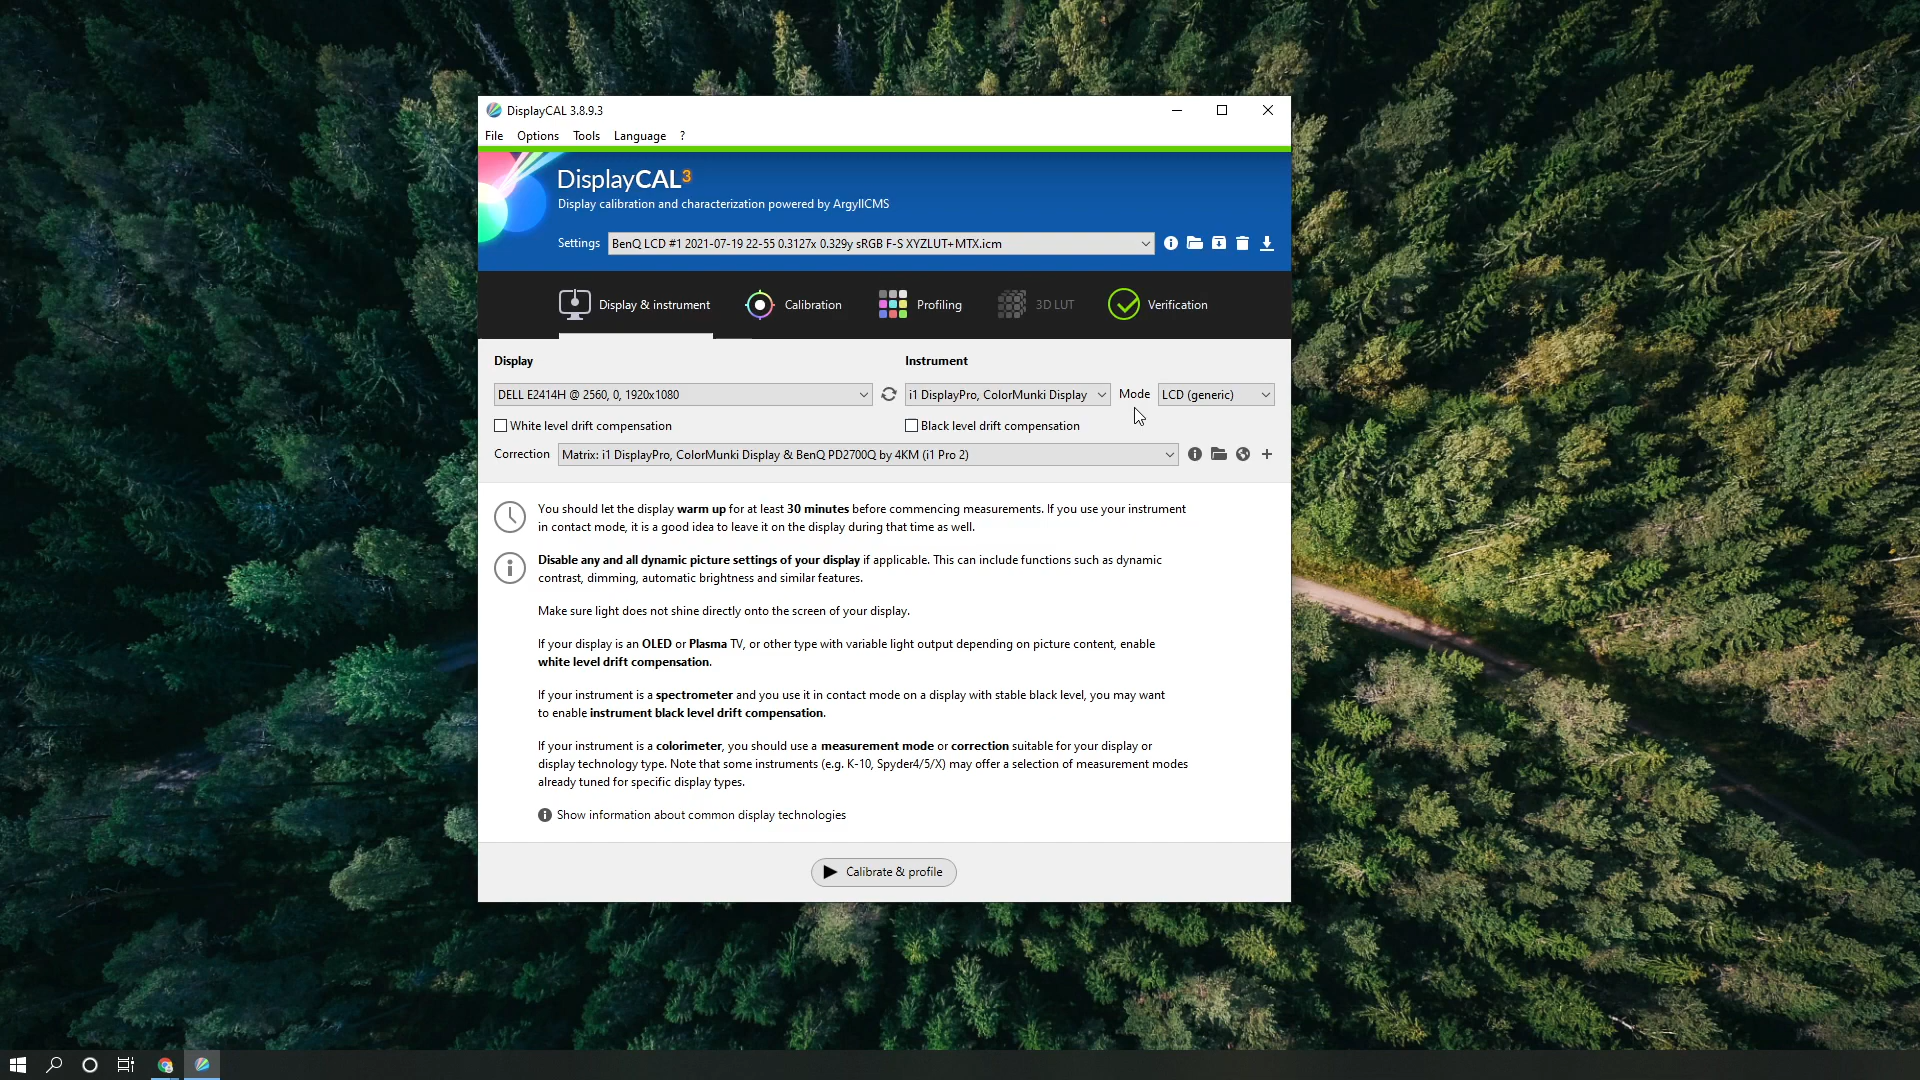 DisplayCAL 3.8.9.3
File Options Tools Language ?
DisplayCAL3
Display calibration and characterization powered by ArgyllCMS
Settings BenQ LCD #1 2021-07-19 22-55 0.3127x 0.329y sRGB F-S XYZLUT+MTX.icm
Display & instrument Calibration Profiling 3D LUT Verification
Display Instrument
DELL E2414H @ 2560, 0, 1920x1080 i1 DisplayPro, ColorMunki Display Mode LCD (generic)
White level drift compensation Black level drift compensation
Correction Matrix: i1 DisplayPro, ColorMunki Display & BenQ PD2700Q by 4KM (i1 Pro 2)
You should let the display warm up for at least 30 minutes before commencing measurements. If you use your instrument
in contact mode, it is a good idea to leave it on the display during that time as well.
Disable any and all dynamic picture settings of your display if applicable. This can include functions such as dynamic
contrast, dimming, automatic brightness and similar features.
Make sure light does not shine directly onto the screen of your display.
If your display is an OLED or Plasma TV, or other type with variable light output depending on picture content, enable
white level drift compensation.
If your instrument is a spectrometer and you use it in contact mode on a display with stable black level, you may want
to enable instrument black level drift compensation.
If your instrument is a colorimeter, you should use a measurement mode or correction suitable for your display or
display technology type. Note that some instruments (e.g. K-10, Spyder4/5/X) may offer a selection of measurement modes
already tuned for specific display types.
Show information about common display technologies
Calibrate & profile